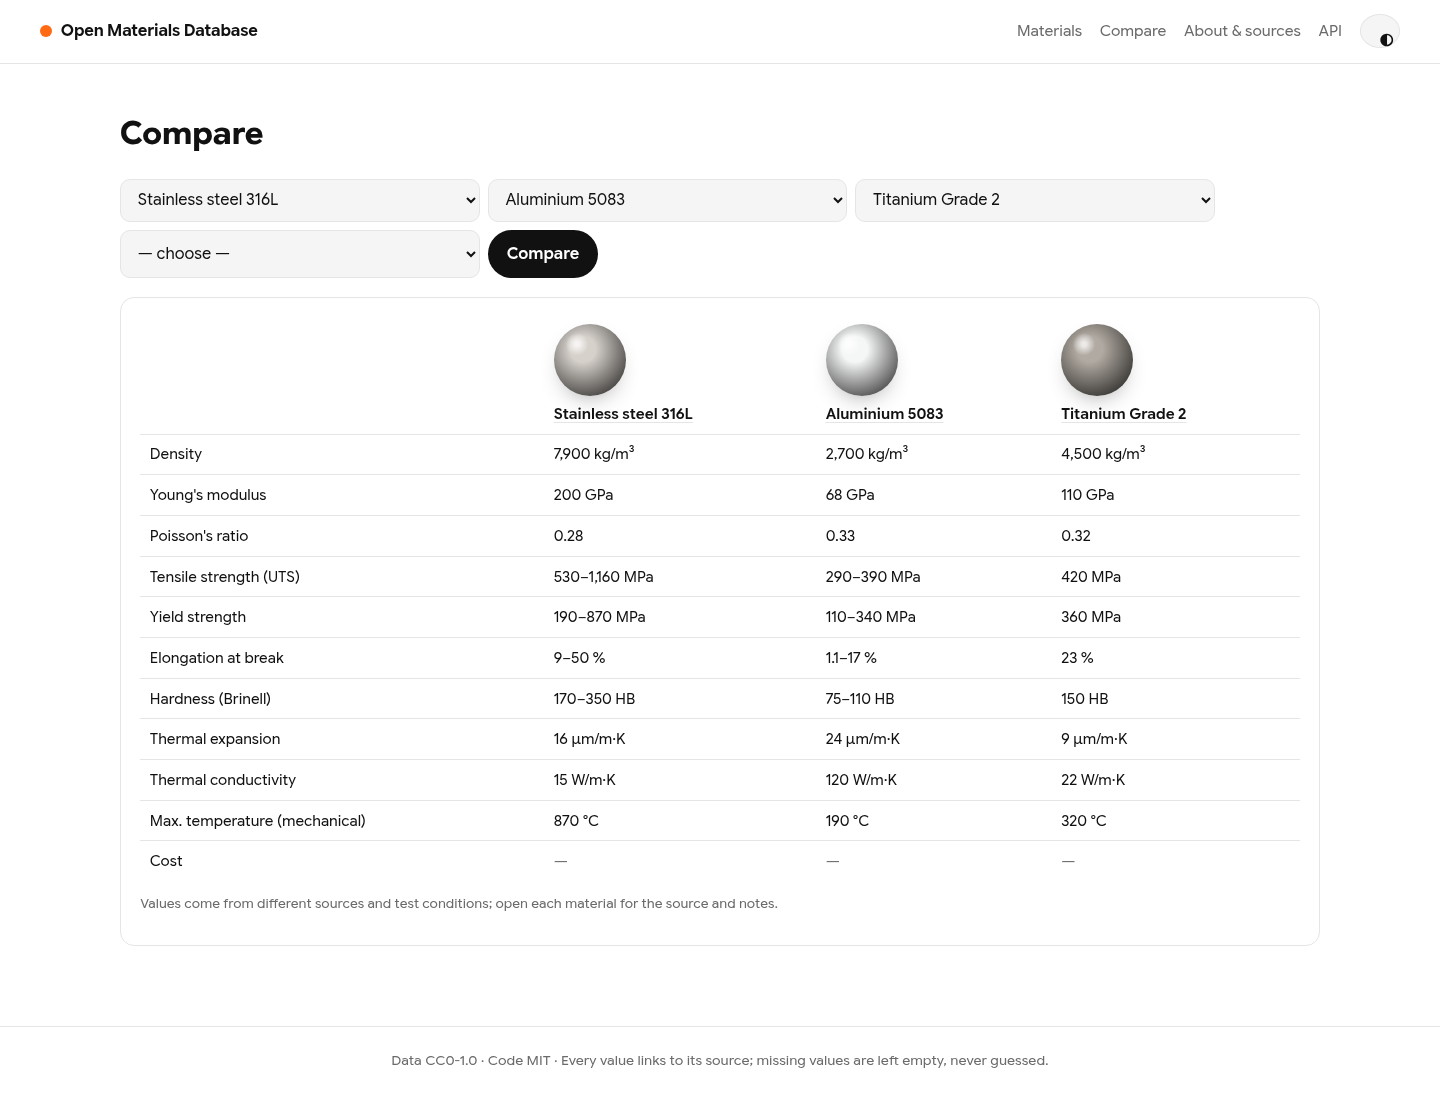 Open Materials Database
Materials Compare About & sources API
Compare
Stainless steel 316L Aluminium 5083 Titanium Grade 2
— choose — Compare
Stainless steel 316L Aluminium 5083 Titanium Grade 2
Density 7,900 kg/m³ 2,700 kg/m³ 4,500 kg/m³
Young's modulus 200 GPa 68 GPa 110 GPa
Poisson's ratio 0.28 0.33 0.32
Tensile strength (UTS) 530–1,160 MPa 290–390 MPa 420 MPa
Yield strength 190–870 MPa 110–340 MPa 360 MPa
Elongation at break 9–50 % 1.1–17 % 23 %
Hardness (Brinell) 170–350 HB 75–110 HB 150 HB
Thermal expansion 16 µm/m·K 24 µm/m·K 9 µm/m·K
Thermal conductivity 15 W/m·K 120 W/m·K 22 W/m·K
Max. temperature (mechanical) 870 °C 190 °C 320 °C
Cost — — —
Values come from different sources and test conditions; open each material for the source and notes.
Data CC0-1.0 · Code MIT · Every value links to its source; missing values are left empty, never guessed.